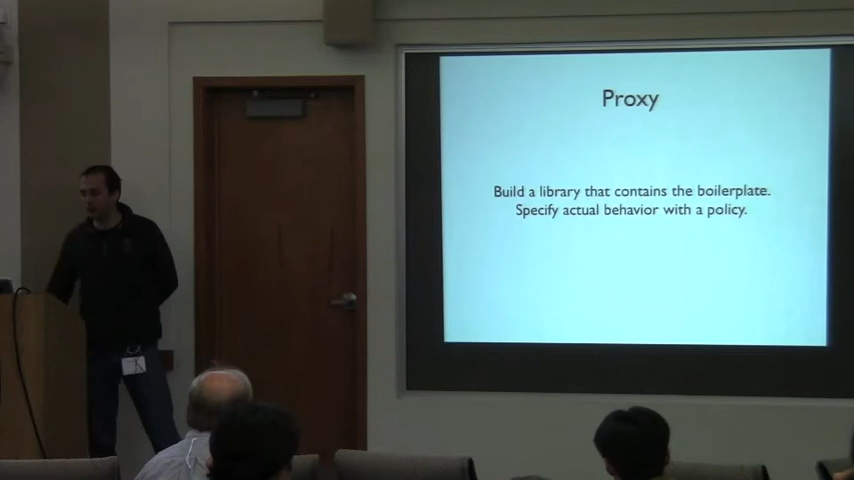 Proxy
Build a library that contains the boilerplate.
Specify actual behavior with a policy.
K